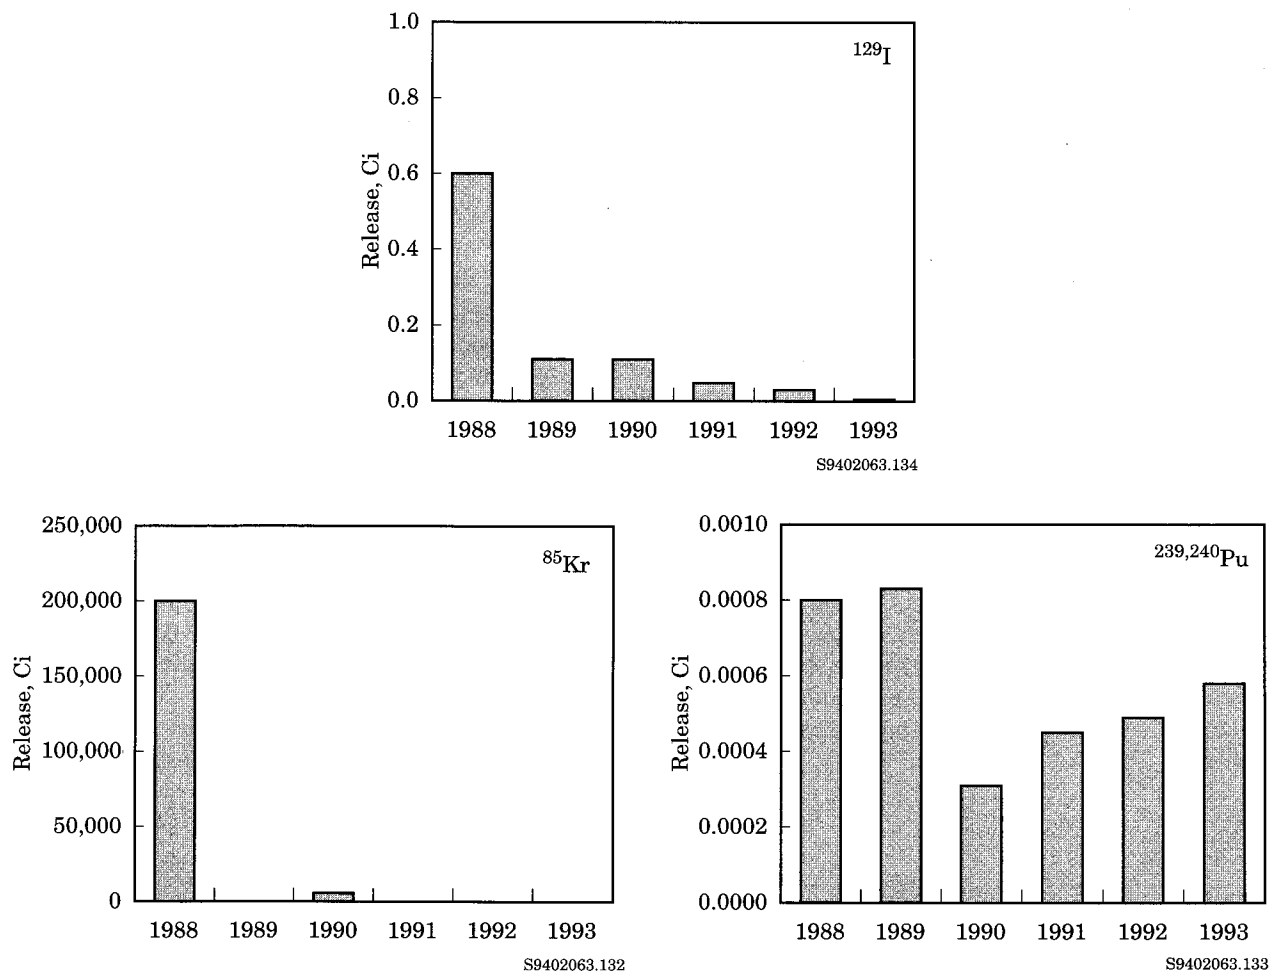 1.0
0.8
0.6
0.4
0.2
0.0
Release, Ci
¹²⁹I
1988 1989 1990 1991 1992 1993
S9402063.134
250,000
200,000
150,000
100,000
50,000
0
Release, Ci
⁸⁵Kr
1988 1989 1990 1991 1992 1993
S9402063.132
0.0010
0.0008
0.0006
0.0004
0.0002
0.0000
Release, Ci
²³⁹,²⁴⁰Pu
1988 1989 1990 1991 1992 1993
S9402063.133